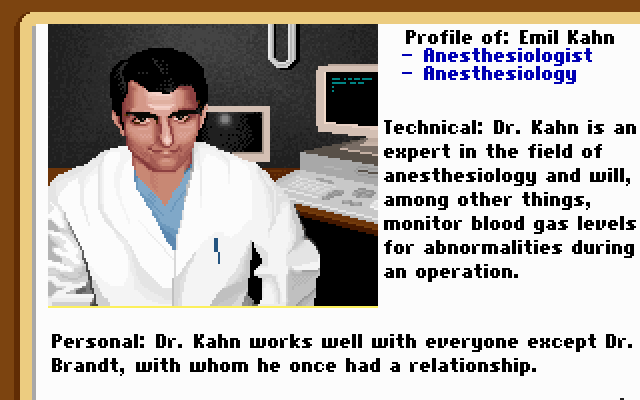 Profile of: Emil Kahn
- Anesthesiologist
- Anesthesiology
Technical: Dr. Kahn is an
expert in the field of
anesthesiology and will,
among other things,
monitor blood gas levels
for abnormalities during
an operation.
Personal: Dr. Kahn works well with everyone except Dr.
Brandt, with whom he once had a relationship.